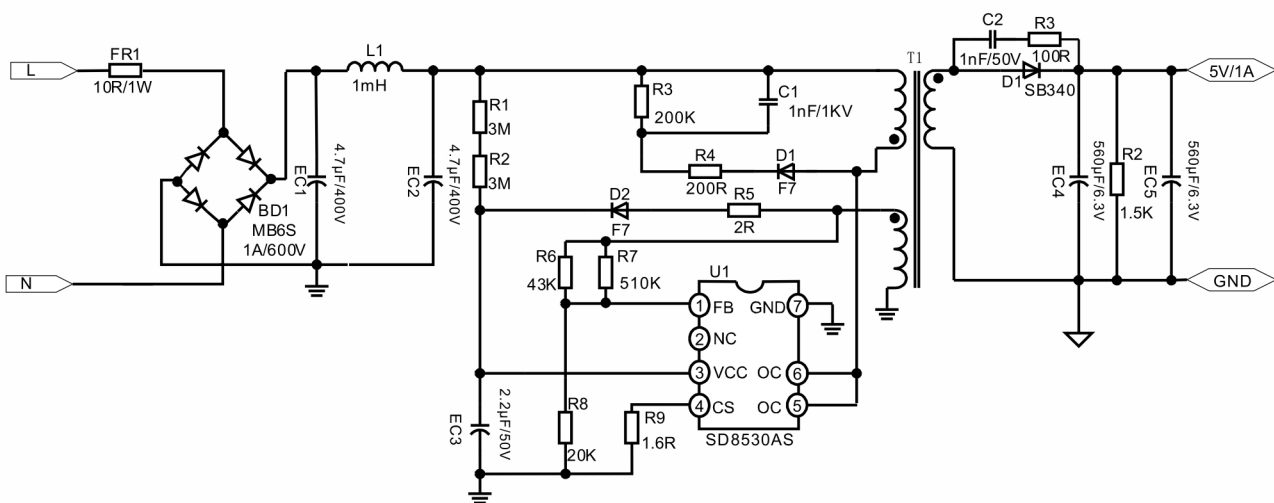 L
FR1
10R/1W
N
BD1
MB6S
1A/600V
EC1
4.7μF/400V
L1
1mH
EC2
4.7μF/400V
R1
3M
R2
3M
R3
200K
C1
1nF/1KV
R4
200R
D1
F7
D2
F7
R5
2R
R6
43K
R7
510K
R8
20K
R9
1.6R
EC3
2.2μF/50V
U1
1 FB
2 NC
3 VCC
4 CS
GND 7
OC 6
OC 5
SD8530AS
T1
C2
1nF/50V
R3
100R
D1
SB340
EC4
560μF/6.3V
R2
1.5K
EC5
560μF/6.3V
5V/1A
GND